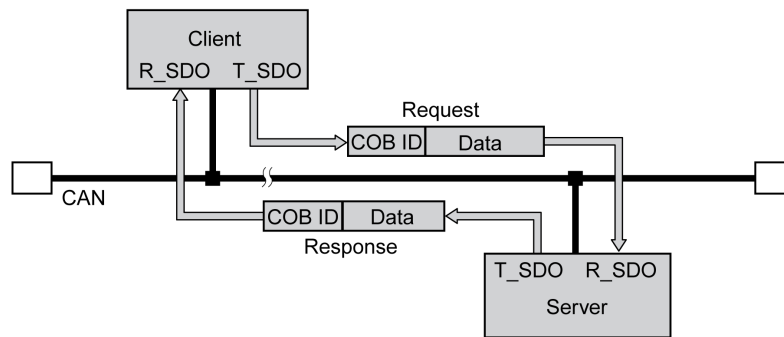 Client
R_SDO T_SDO
Request
COB ID Data
CAN
COB ID Data
Response
T_SDO R_SDO
Server